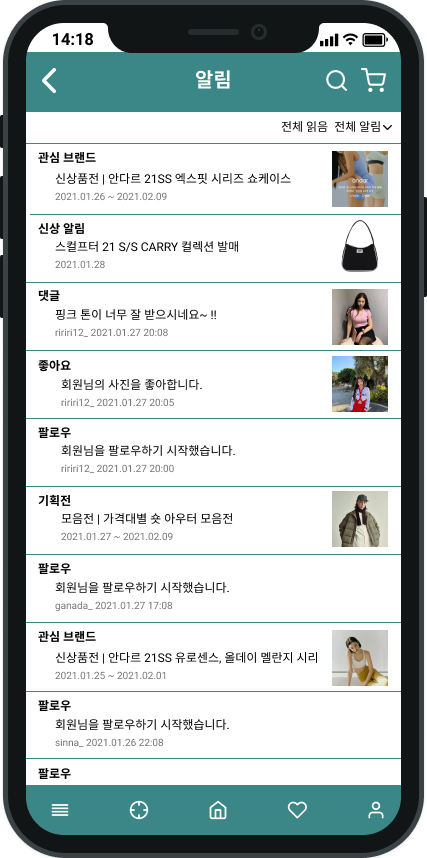 14:18
알림
전체 읽음 전체 알림
관심 브랜드
신상품전 | 안다르 21SS 엑스핏 시리즈 쇼케이스
2021.01.26 ~ 2021.02.09
신상 알림
스컬프터 21 S/S CARRY 컬렉션 발매
2021.01.28
댓글
핑크 톤이 너무 잘 받으시네요~ !!
ririri12_ 2021.01.27 20:08
좋아요
회원님의 사진을 좋아합니다.
ririri12_ 2021.01.27 20:05
팔로우
회원님을 팔로우하기 시작했습니다.
ririri12_ 2021.01.27 20:00
기획전
모음전 | 가격대별 숏 아우터 모음전
2021.01.27 ~ 2021.02.09
팔로우
회원님을 팔로우하기 시작했습니다.
ganada_ 2021.01.27 17:08
관심 브랜드
신상품전 | 안다르 21SS 유로센스, 올데이 멜란지 시리
2021.01.25 ~ 2021.02.01
팔로우
회원님을 팔로우하기 시작했습니다.
sinna_ 2021.01.26 22:08
팔로우